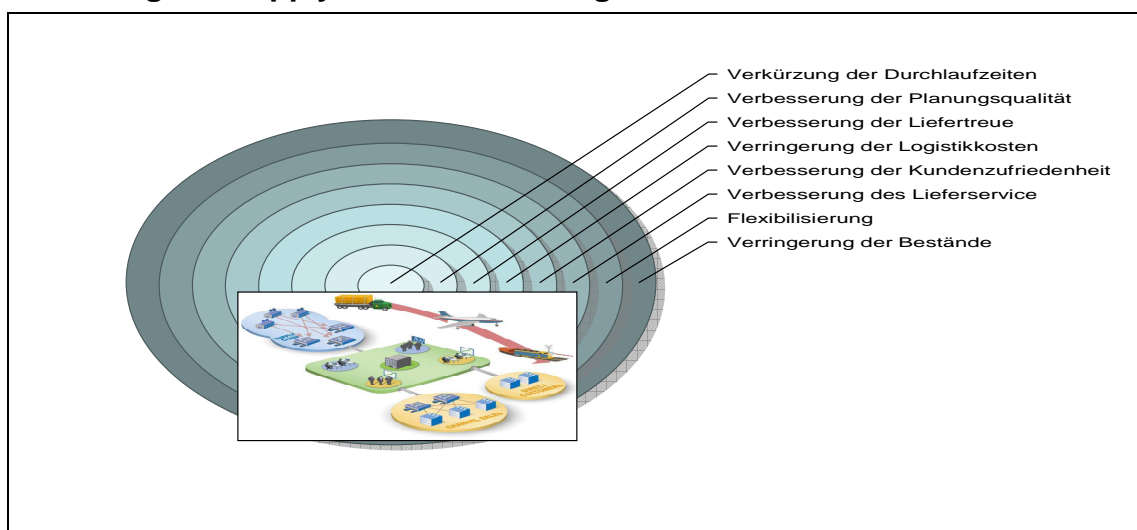 Verkürzung der Durchlaufzeiten
Verbesserung der Planungsqualität
Verbesserung der Liefertreue
Verringerung der Logistikkosten
Verbesserung der Kundenzufriedenheit
Verbesserung des Lieferservice
Flexibilisierung
Verringerung der Bestände